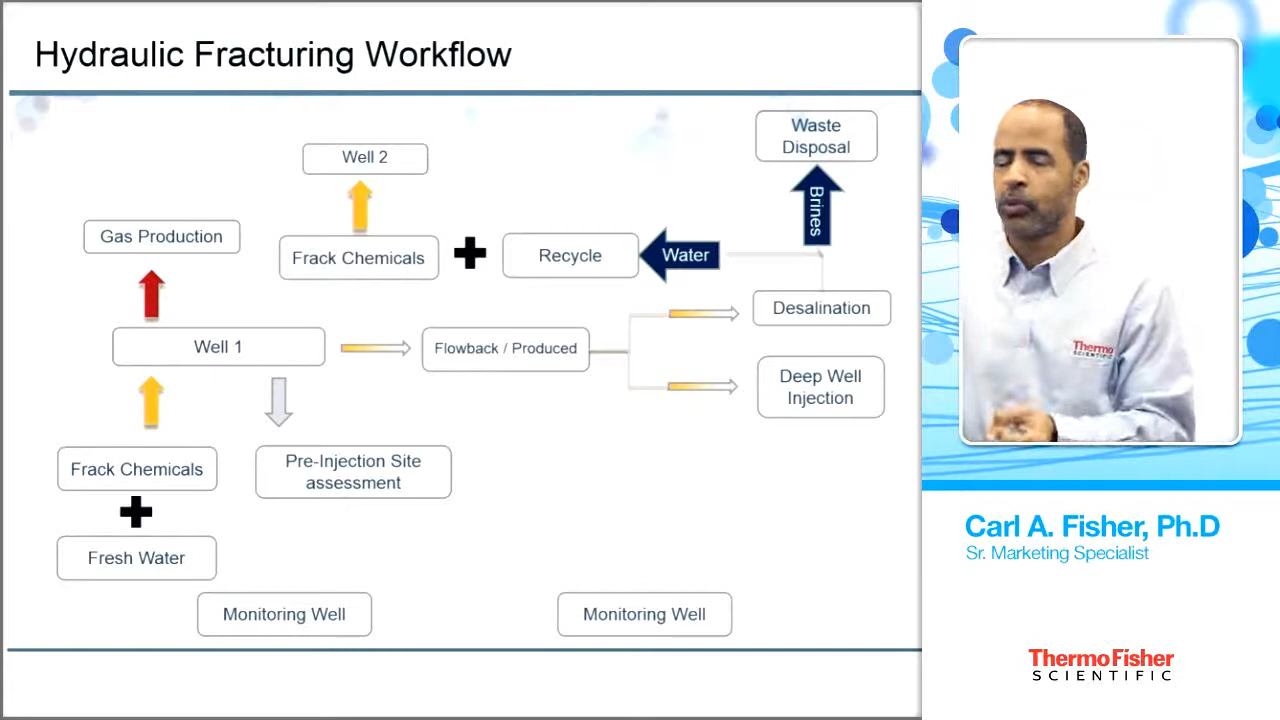 Hydraulic Fracturing Workflow
Waste
Disposal
Brines
Well 2
Gas Production
Frack Chemicals
Recycle
Water
Desalination
Well 1
Flowback / Produced
Deep Well
Injection
Frack Chemicals
Pre-Injection Site
assessment
Fresh Water
Monitoring Well
Monitoring Well
Thermo
SCIENTIFIC
Carl A. Fisher, Ph.D
Sr. Marketing Specialist
ThermoFisher
SCIENTIFIC